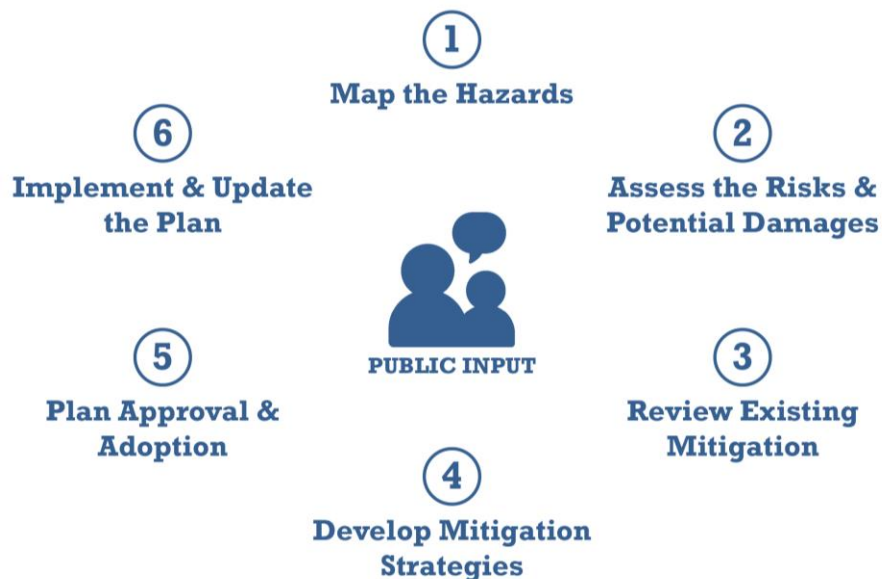 1
Map the Hazards
2
Assess the Risks &
Potential Damages
3
Review Existing
Mitigation
4
Develop Mitigation
Strategies
5
Plan Approval &
Adoption
6
Implement & Update
the Plan
PUBLIC INPUT